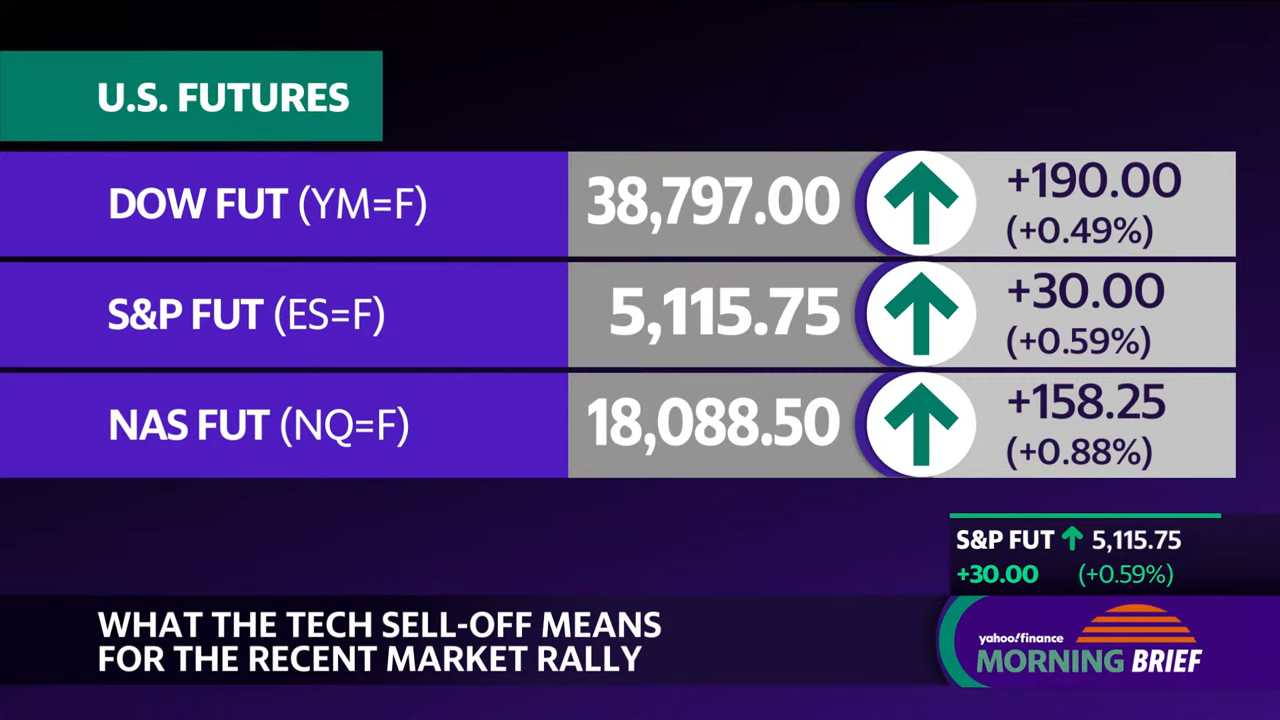 U.S. FUTURES
DOW FUT (YM=F) 38,797.00 +190.00
(+0.49%)
S&P FUT (ES=F) 5,115.75 +30.00
(+0.59%)
NAS FUT (NQ=F) 18,088.50 +158.25
(+0.88%)
S&P FUT 5,115.75
+30.00 (+0.59%)
WHAT THE TECH SELL-OFF MEANS
FOR THE RECENT MARKET RALLY
yahoo!finance
MORNING BRIEF